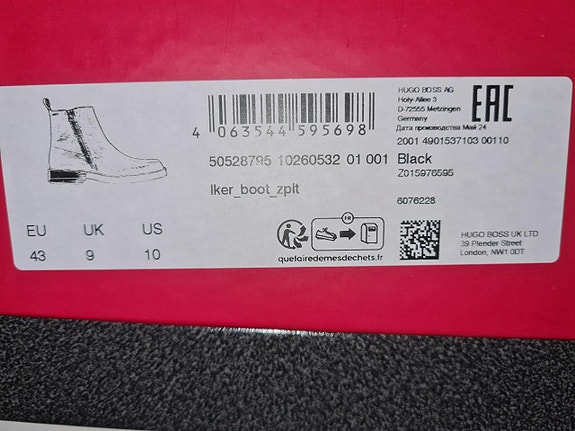 4 063544 595698
50528795 10260532 01 001 Black
Iker_boot_zplt
EU UK US
43 9 10
quefairedemesdechets.fr
HUGO BOSS AG
Holy-Allee 3
D-72555 Metzingen
Germany
Дата производства Май 24
EAC
2001 4901537103 00110
Z015976595
6076228
HUGO BOSS UK LTD
39 Plender Street
London, NW1 0DT